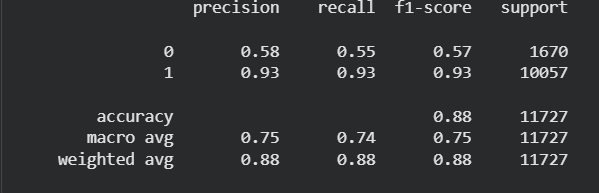 precision recall f1-score support
0 0.58 0.55 0.57 1670
1 0.93 0.93 0.93 10057
accuracy 0.88 11727
macro avg 0.75 0.74 0.75 11727
weighted avg 0.88 0.88 0.88 11727